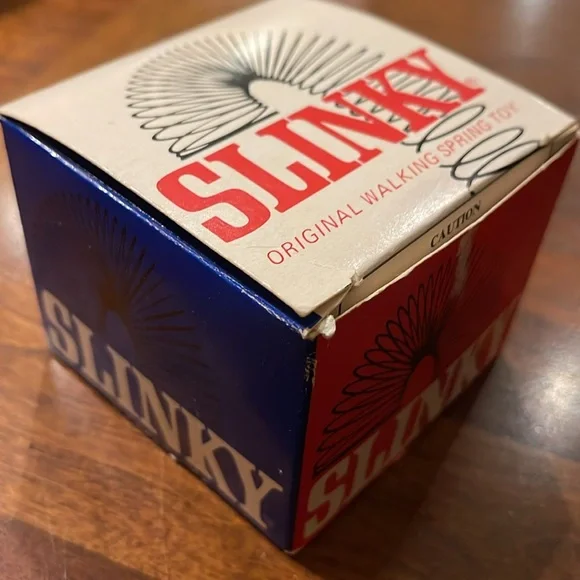 SLINKY®
ORIGINAL WALKING SPRING TOY
CAUTION
SLINKY
SLINKY